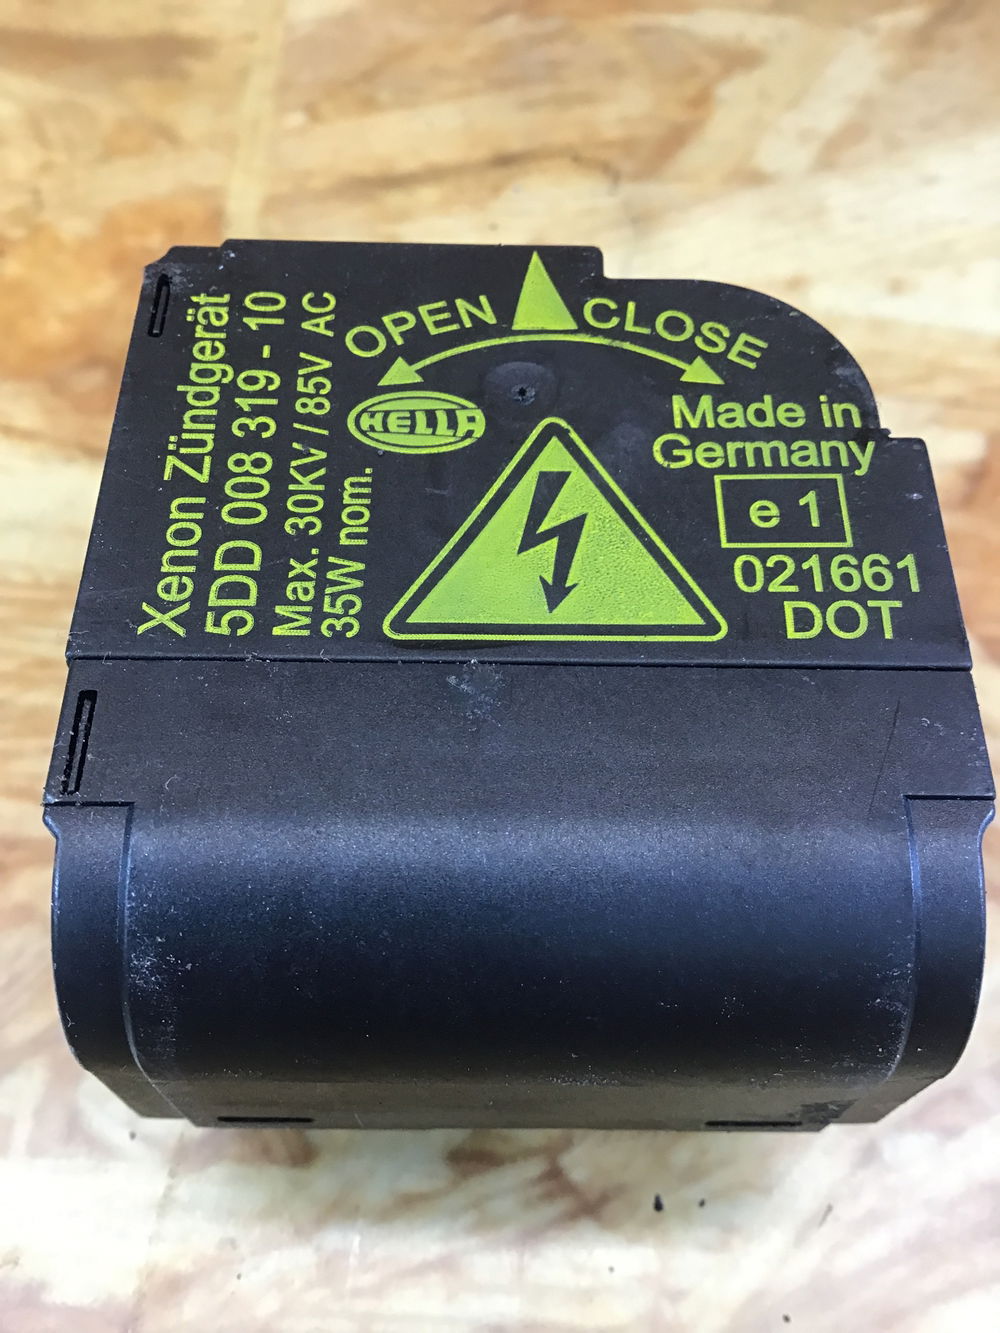 Xenon Zündgerät
5DD 008 319 - 10
Max. 30KV / 85V AC
35W nom.
OPEN CLOSE
HELLA
Made in
Germany
e 1
021661
DOT